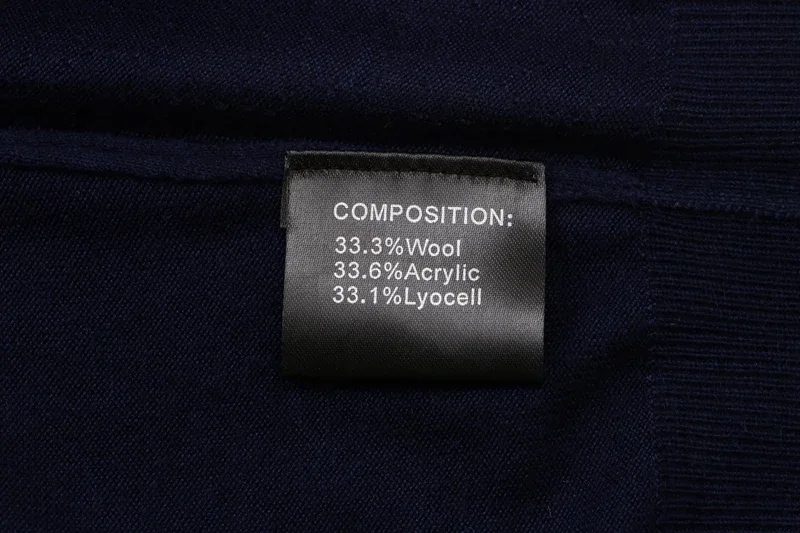 COMPOSITION:
33.3%Wool
33.6%Acrylic
33.1%Lyocell